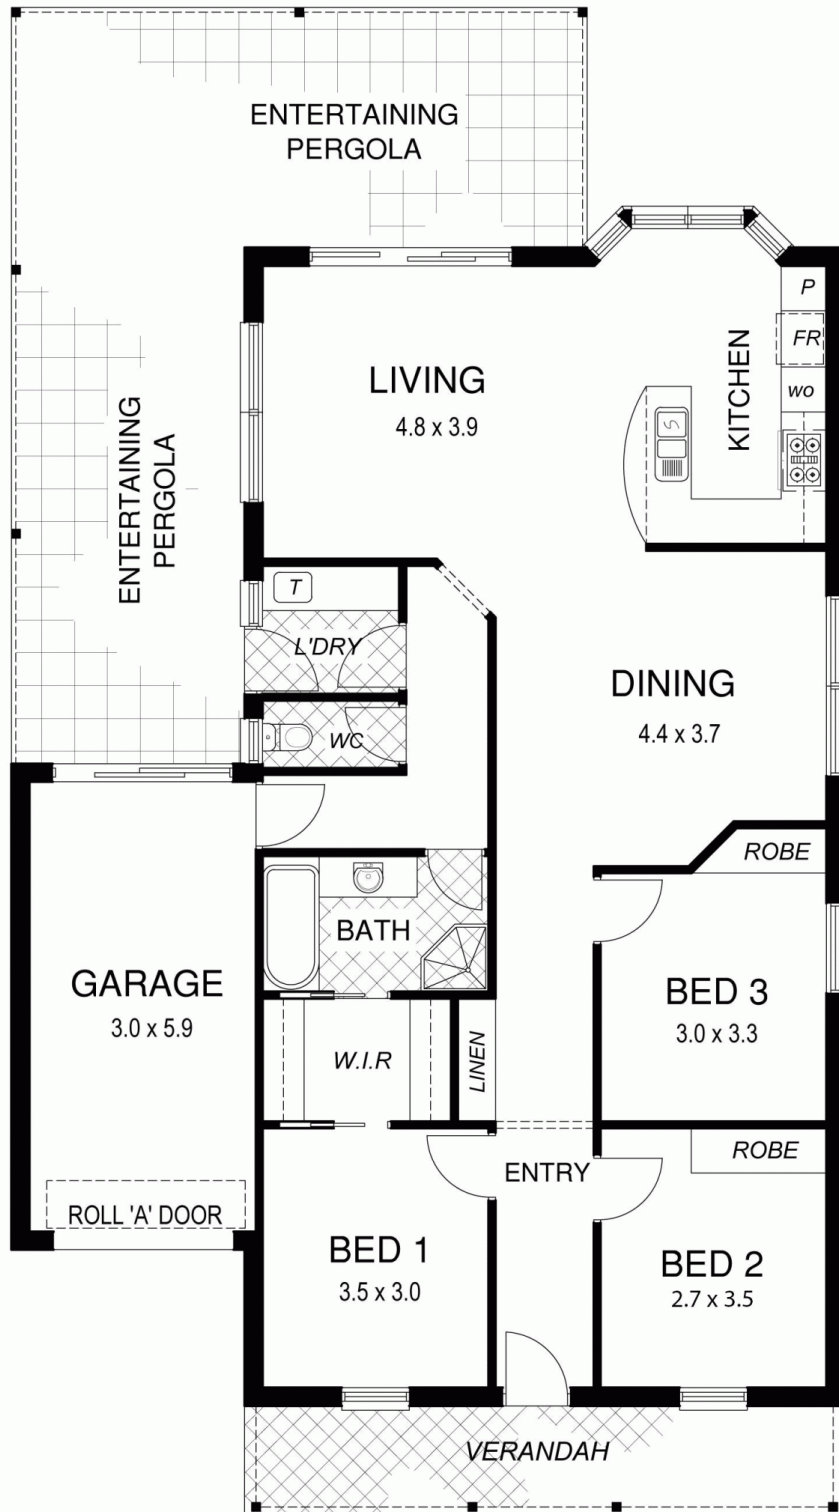 ENTERTAINING
PERGOLA
P
FR
WO
KITCHEN
LIVING
4.8 x 3.9
ENTERTAINING
PERGOLA
T
L'DRY
DINING
4.4 x 3.7
WC
ROBE
BATH
GARAGE
3.0 x 5.9
BED 3
3.0 x 3.3
W.I.R
LINEN
ROBE
ENTRY
ROLL 'A' DOOR
BED 1
3.5 x 3.0
BED 2
2.7 x 3.5
VERANDAH